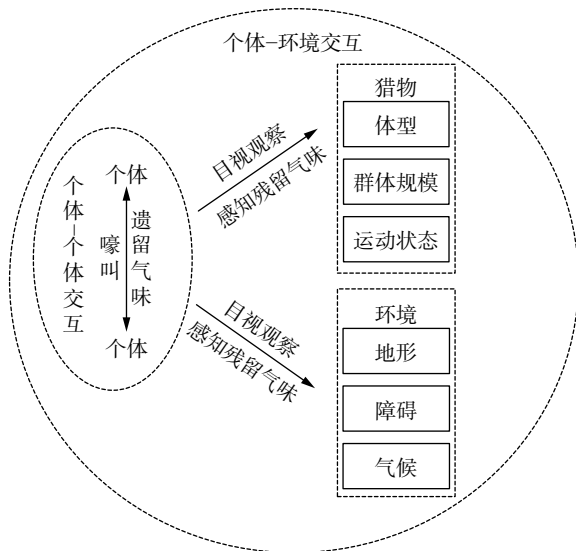 个体–环境交互
猎物
体型
群体规模
运动状态
目视观察
感知残留气味
个体–个体交互
个体
嚎叫
遗留气味
个体
目视观察
感知残留气味
环境
地形
障碍
气候